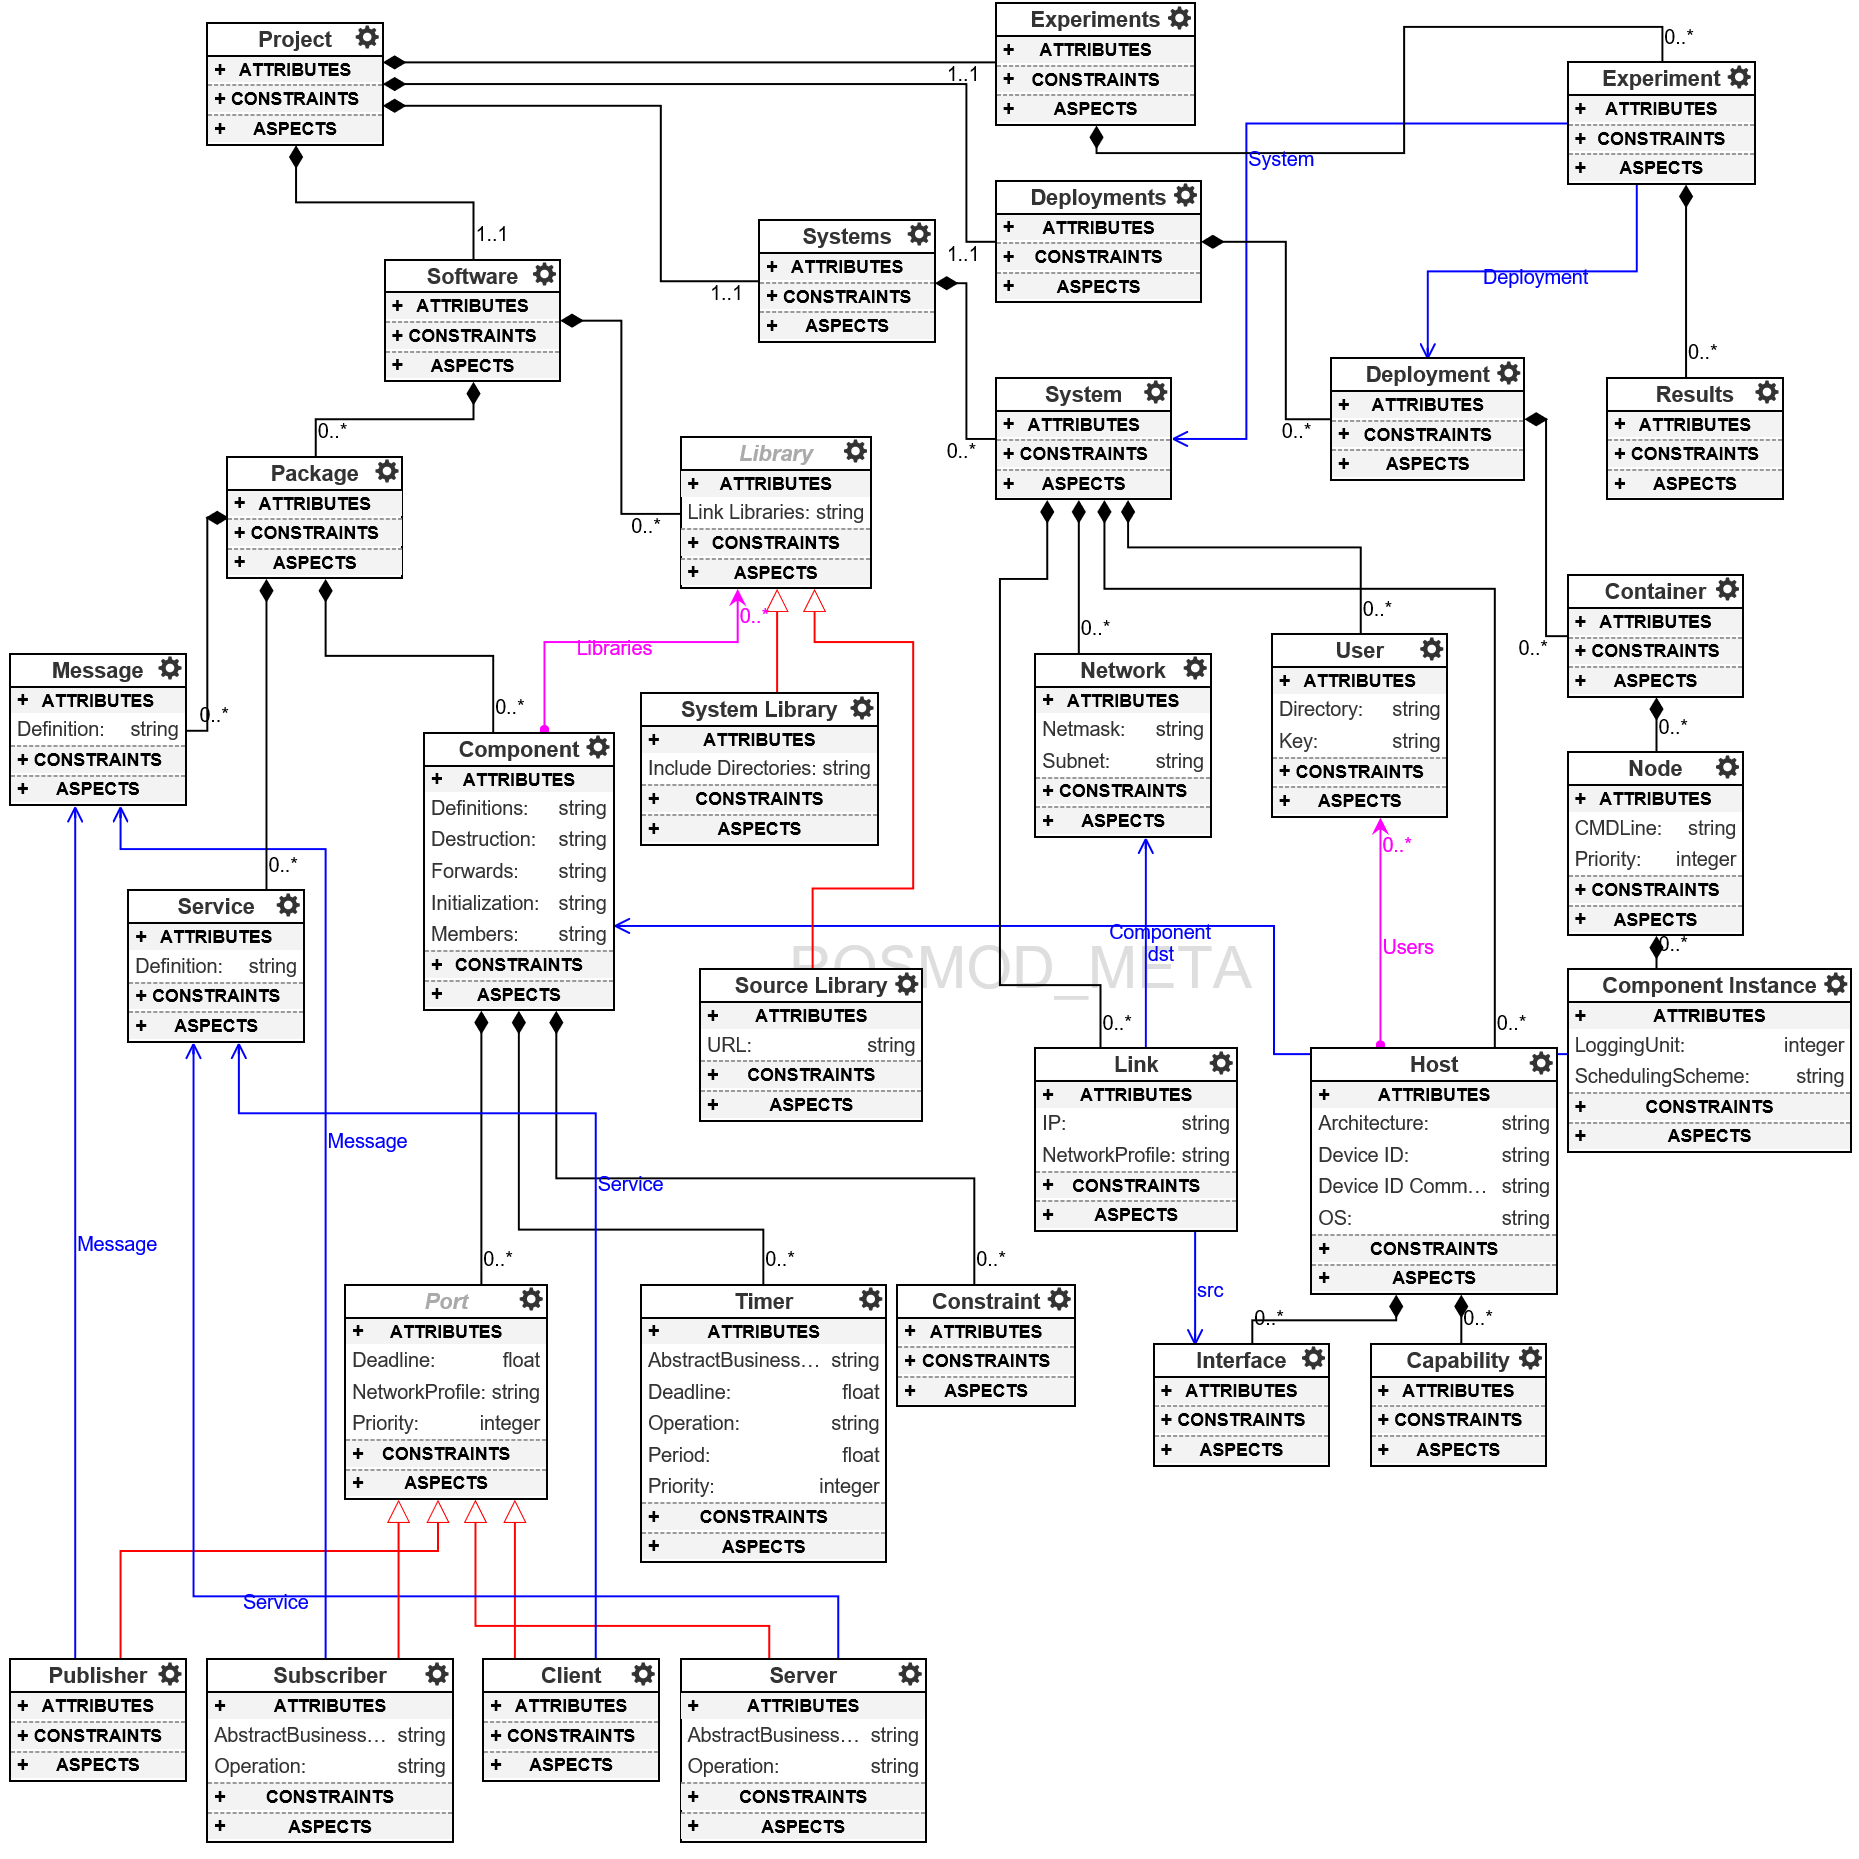 Project
+ ATTRIBUTES
+ CONSTRAINTS
+ ASPECTS
Experiments
+ ATTRIBUTES
+ CONSTRAINTS
+ ASPECTS
1..1
0..*
Experiment
+ ATTRIBUTES
+ CONSTRAINTS
+ ASPECTS
System
Deployments
+ ATTRIBUTES
+ CONSTRAINTS
+ ASPECTS
1..1
Systems
+ ATTRIBUTES
+ CONSTRAINTS
+ ASPECTS
1..1
1..1
Software
+ ATTRIBUTES
+ CONSTRAINTS
+ ASPECTS
Deployment
Deployment
+ ATTRIBUTES
+ CONSTRAINTS
+ ASPECTS
0..*
0..*
Results
+ ATTRIBUTES
+ CONSTRAINTS
+ ASPECTS
System
+ ATTRIBUTES
+ CONSTRAINTS
+ ASPECTS
0..*
0..*
Package
+ ATTRIBUTES
+ CONSTRAINTS
+ ASPECTS
Library
+ ATTRIBUTES
Link Libraries: string
+ CONSTRAINTS
+ ASPECTS
0..*
0..*
Libraries
Container
+ ATTRIBUTES
+ CONSTRAINTS
+ ASPECTS
0..*
Message
+ ATTRIBUTES
Definition: string
+ CONSTRAINTS
+ ASPECTS
0..*
0..*
Component
+ ATTRIBUTES
Definitions: string
Destruction: string
Forwards: string
Initialization: string
Members: string
+ CONSTRAINTS
+ ASPECTS
System Library
+ ATTRIBUTES
Include Directories: string
+ CONSTRAINTS
+ ASPECTS
0..*
Network
+ ATTRIBUTES
Netmask: string
Subnet: string
+ CONSTRAINTS
+ ASPECTS
0..*
User
+ ATTRIBUTES
Directory: string
Key: string
+ CONSTRAINTS
+ ASPECTS
0..*
Users
0..*
Node
+ ATTRIBUTES
CMDLine: string
Priority: integer
+ CONSTRAINTS
+ ASPECTS
0..*
0..*
Service
+ ATTRIBUTES
Definition: string
+ CONSTRAINTS
+ ASPECTS
Component
dst
ROSMOD_META
Source Library
+ ATTRIBUTES
URL: string
+ CONSTRAINTS
+ ASPECTS
Component Instance
+ ATTRIBUTES
LoggingUnit: integer
SchedulingScheme: string
+ CONSTRAINTS
+ ASPECTS
0..*
Link
+ ATTRIBUTES
IP: string
NetworkProfile: string
+ CONSTRAINTS
+ ASPECTS
0..*
Host
+ ATTRIBUTES
Architecture: string
Device ID: string
Device ID Comm... string
OS: string
+ CONSTRAINTS
+ ASPECTS
Message
Service
Message
0..*
Port
+ ATTRIBUTES
Deadline: float
NetworkProfile: string
Priority: integer
+ CONSTRAINTS
+ ASPECTS
0..*
Timer
+ ATTRIBUTES
AbstractBusiness... string
Deadline: float
Operation: string
Period: float
Priority: integer
+ CONSTRAINTS
+ ASPECTS
0..*
Constraint
+ ATTRIBUTES
+ CONSTRAINTS
+ ASPECTS
src
0..*
Interface
+ ATTRIBUTES
+ CONSTRAINTS
+ ASPECTS
0..*
Capability
+ ATTRIBUTES
+ CONSTRAINTS
+ ASPECTS
Service
Publisher
+ ATTRIBUTES
+ CONSTRAINTS
+ ASPECTS
Subscriber
+ ATTRIBUTES
AbstractBusiness... string
Operation: string
+ CONSTRAINTS
+ ASPECTS
Client
+ ATTRIBUTES
+ CONSTRAINTS
+ ASPECTS
Server
+ ATTRIBUTES
AbstractBusiness... string
Operation: string
+ CONSTRAINTS
+ ASPECTS